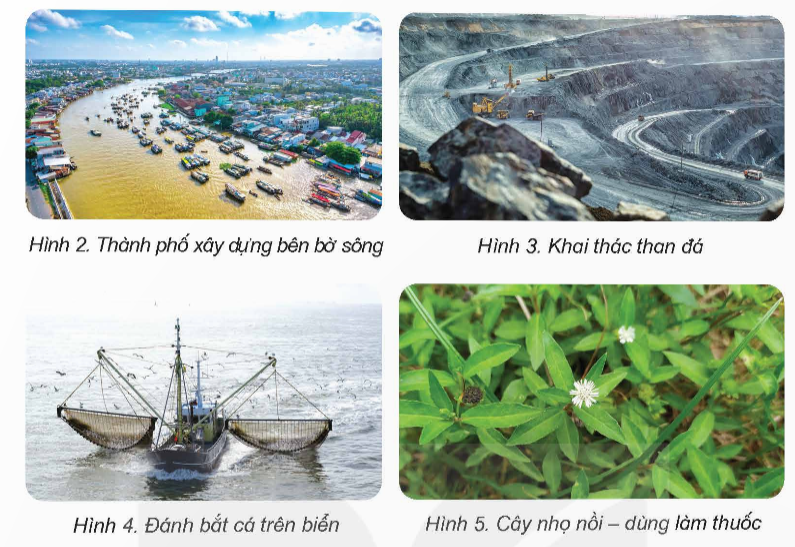 Hình 2. Thành phố xây dựng bên bờ sông
Hình 3. Khai thác than đá
Hình 4. Đánh bắt cá trên biển
Hình 5. Cây nhọ nồi – dùng làm thuốc